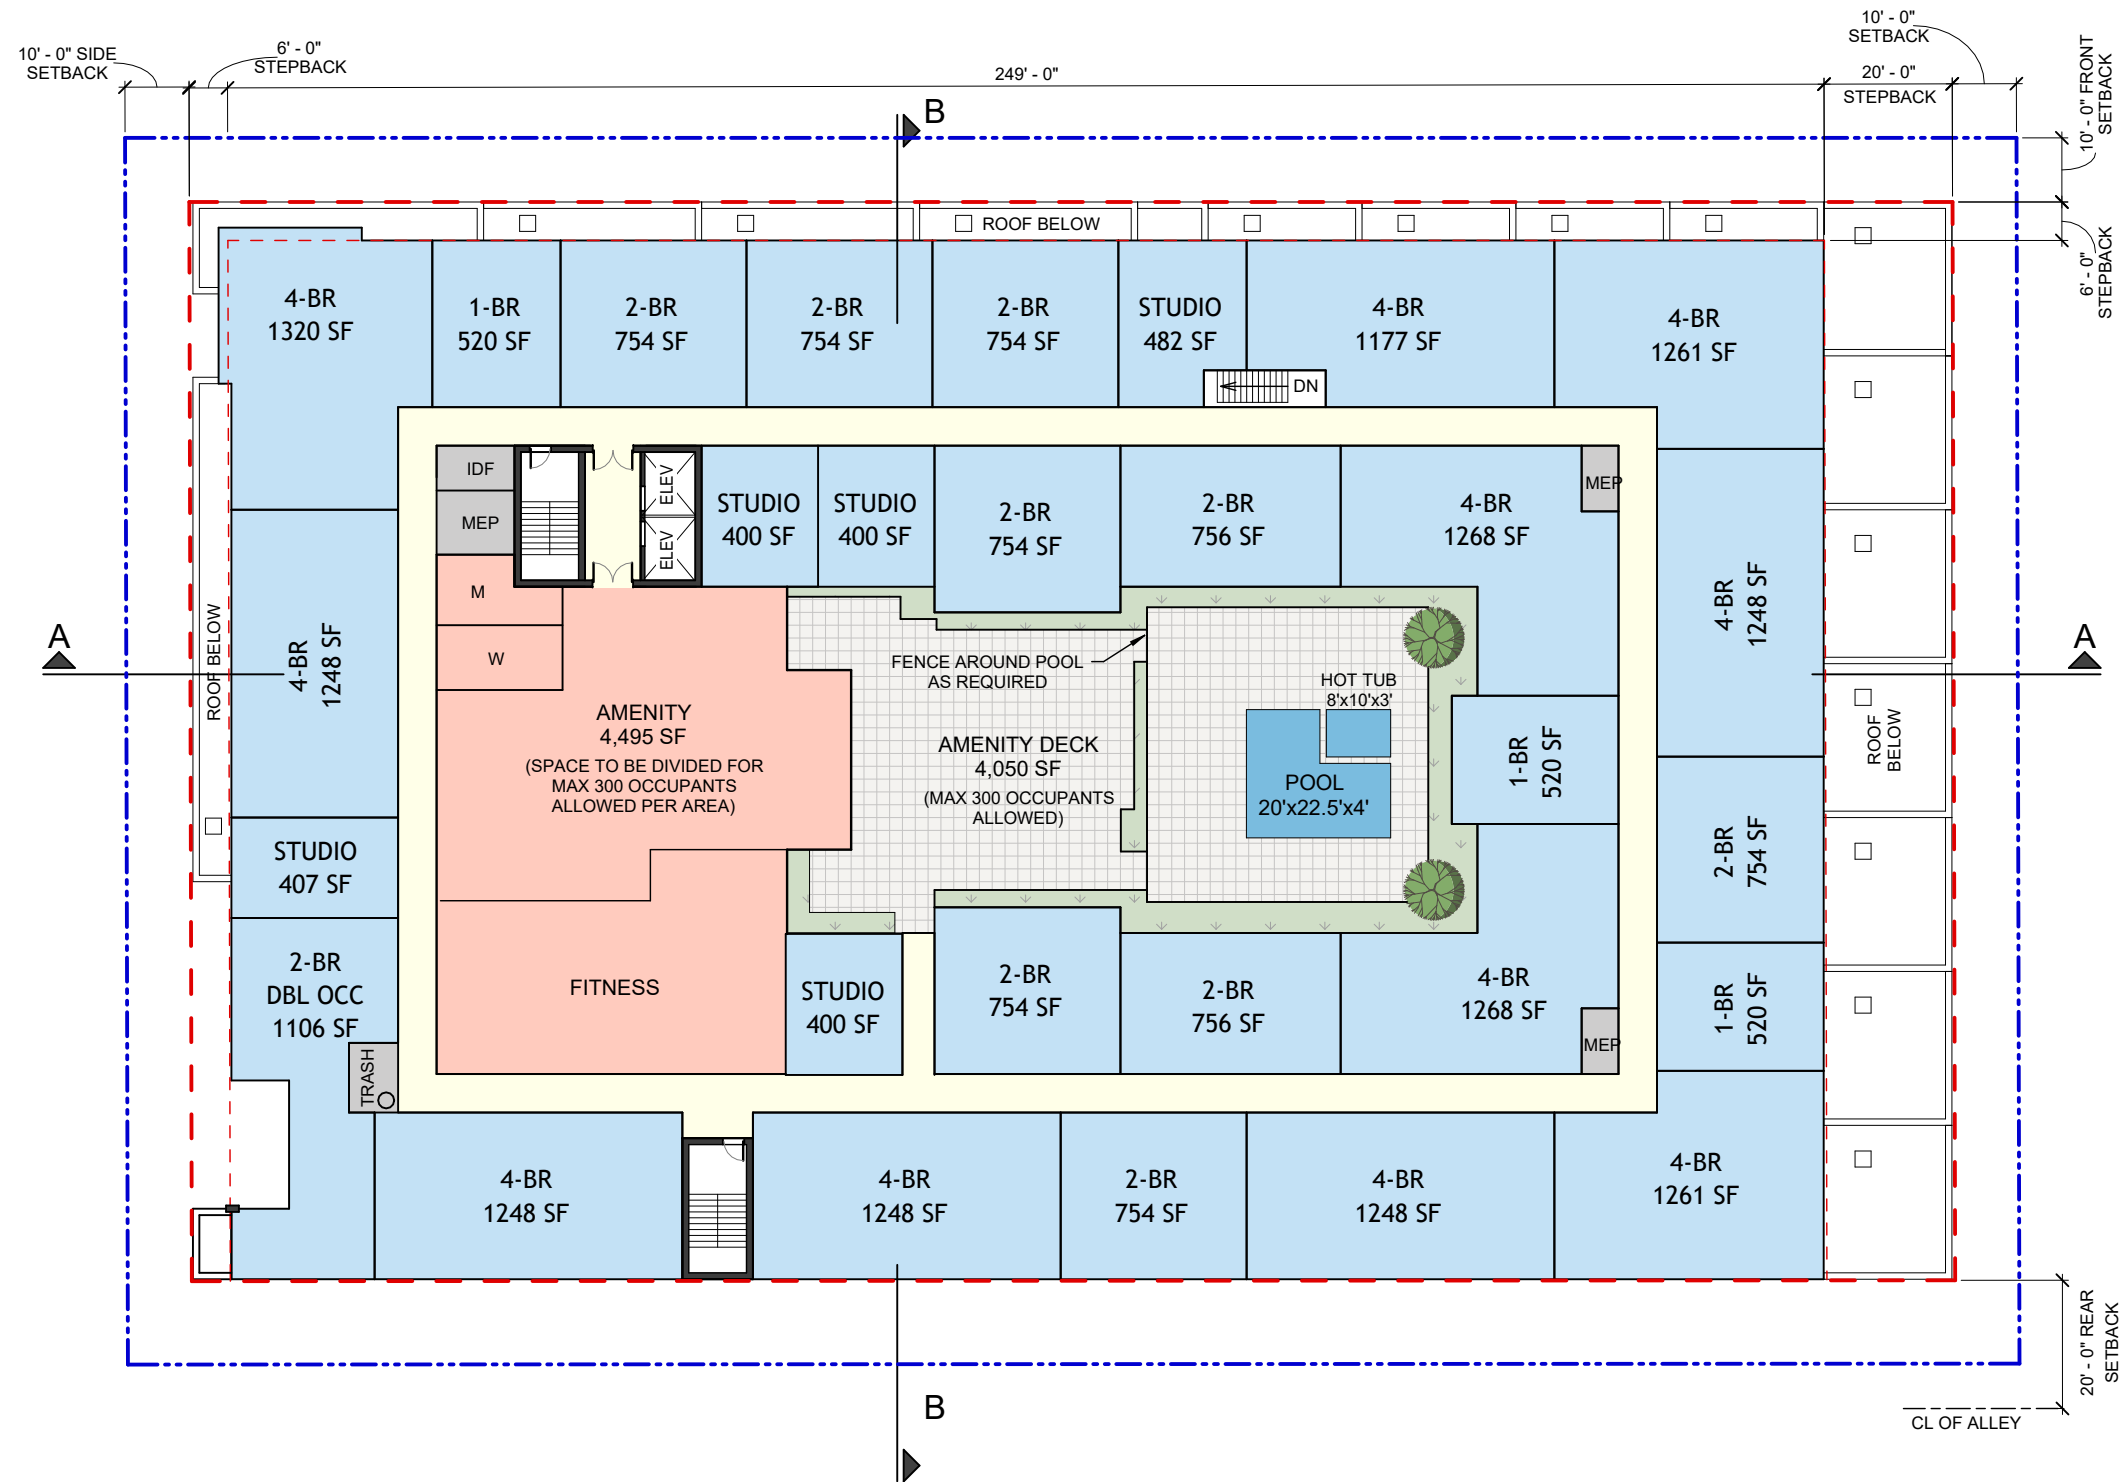 10' - 0" SIDE
SETBACK
6' - 0"
STEPBACK
249' - 0"
10' - 0"
SETBACK
20' - 0"
STEPBACK
10' - 0" FRONT
SETBACK
6' - 0"
STEPBACK
B
ROOF BELOW
4-BR
1320 SF
1-BR
520 SF
2-BR
754 SF
2-BR
754 SF
2-BR
754 SF
STUDIO
482 SF
4-BR
1177 SF
4-BR
1261 SF
DN
IDF
MEP
ELEV
ELEV
STUDIO
400 SF
STUDIO
400 SF
2-BR
754 SF
2-BR
756 SF
4-BR
1268 SF
MEP
M
W
A
ROOF BELOW
4-BR
1248 SF
AMENITY
4,495 SF
(SPACE TO BE DIVIDED FOR
MAX 300 OCCUPANTS
ALLOWED PER AREA)
FENCE AROUND POOL
AS REQUIRED
AMENITY DECK
4,050 SF
(MAX 300 OCCUPANTS
ALLOWED)
HOT TUB
8'x10'x3'
POOL
20'x22.5'x4'
1-BR
520 SF
4-BR
1248 SF
A
ROOF
BELOW
STUDIO
407 SF
2-BR
754 SF
2-BR
DBL OCC
1106 SF
TRASH
FITNESS
STUDIO
400 SF
2-BR
754 SF
2-BR
756 SF
4-BR
1268 SF
MEP
1-BR
520 SF
4-BR
1248 SF
4-BR
1248 SF
2-BR
754 SF
4-BR
1248 SF
4-BR
1261 SF
20' - 0" REAR
SETBACK
B
CL OF ALLEY